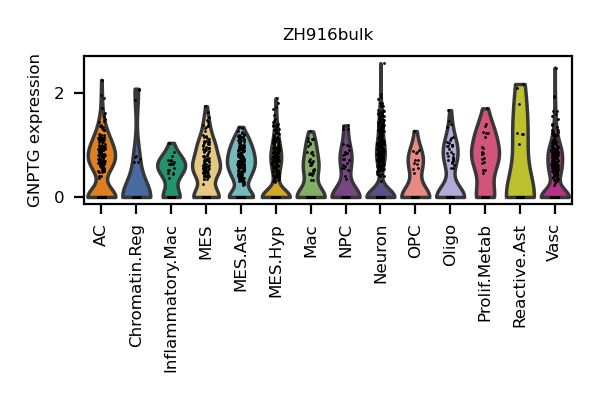 ZH916bulk
GNPTG expression
2
0
AC
Chromatin.Reg
Inflammatory.Mac
MES
MES.Ast
MES.Hyp
Mac
NPC
Neuron
OPC
Oligo
Prolif.Metab
Reactive.Ast
Vasc